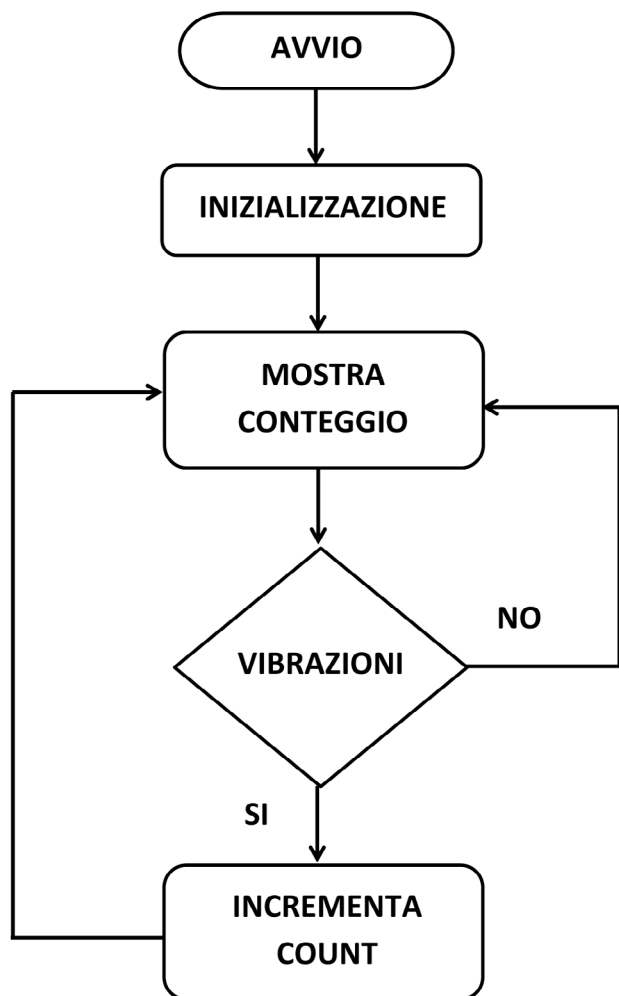 AVVIO
INIZIALIZZAZIONE
MOSTRA
CONTEGGIO
NO
VIBRAZIONI
SI
INCREMENTA
COUNT